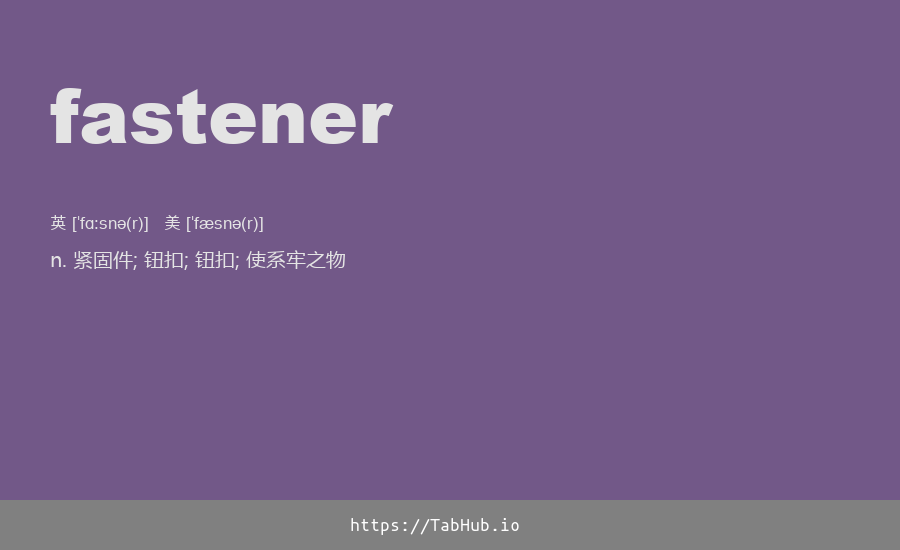 fastener
英 [ˈfɑːsnə(r)] 美 [ˈfæsnə(r)]
n. 紧固件; 钮扣; 钮扣; 使系牢之物
https://TabHub.io